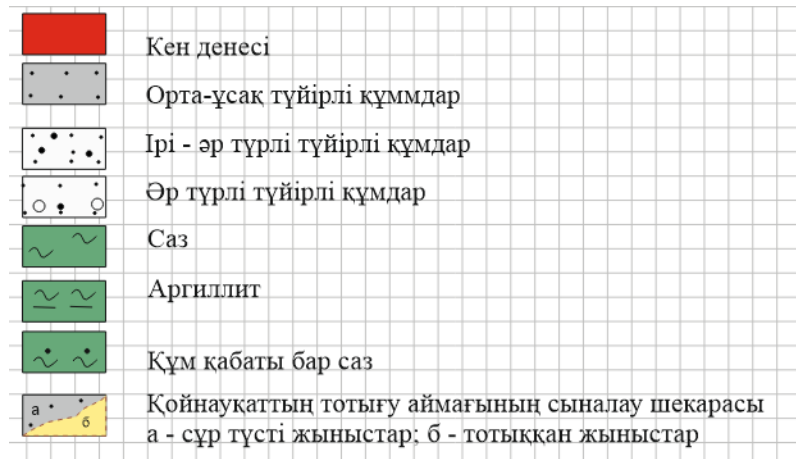 Кен денесі
Орта-ұсақ түйірлі құммдар
Ірі - әр түрлі түйірлі құмдар
Әр түрлі түйірлі құмдар
Саз
Аргиллит
Құм қабаты бар саз
Қойнауқаттың тотығу аймағының сыналау шекарасы
а б
а - сұр түсті жыныстар; б - тотыққан жыныстар